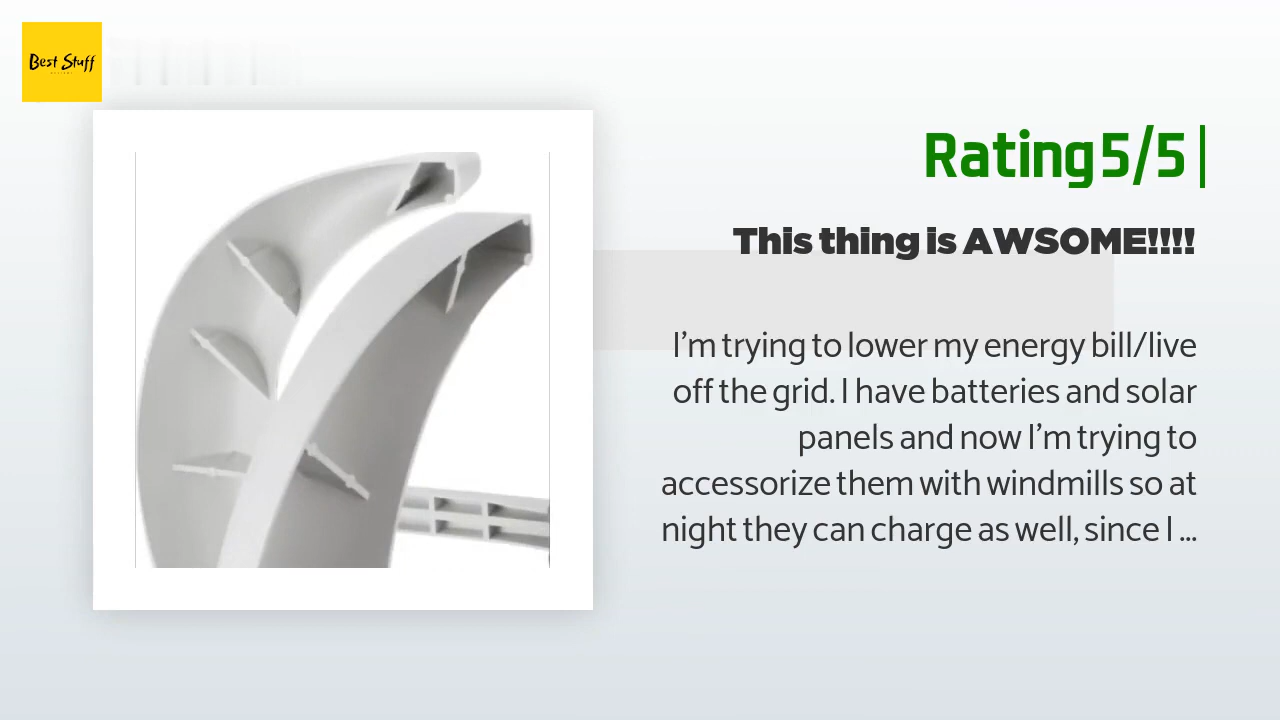 Best Stuff
Rating 5/5
This thing is AWSOME!!!!
I'm trying to lower my energy bill/live
off the grid. I have batteries and solar
panels and now I'm trying to
accessorize them with windmills so at
night they can charge as well, since I ...